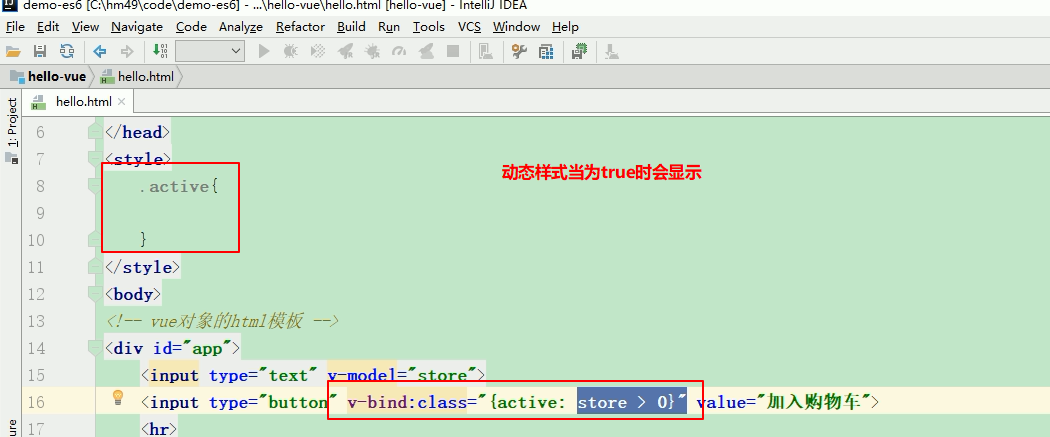 demo-es6 [C:\hm49\code\demo-es6] - ...\hello-vue\hello.html [hello-vue] - IntelliJ IDEA
File Edit View Navigate Code Analyze Refactor Build Run Tools VCS Window Help
hello-vue hello.html
hello.html
1: Project
6 </head>
7 <style>
动态样式当为true时会显示
8 .active{
9
10 }
11 </style>
12 <body>
13 <!-- vue对象的html模板 -->
14 <div id="app">
15 <input type="text" v-model="store">
16 <input type="button" v-bind:class="{active: store > 0}" value="加入购物车">
17 <hr>